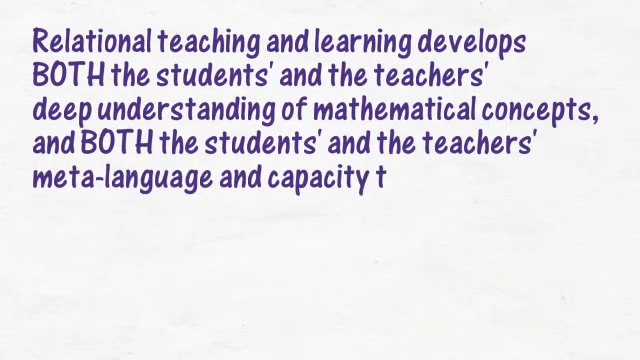 Relational teaching and learning develops
BOTH the students' and the teachers'
deep understanding of mathematical concepts,
and BOTH the students' and the teachers'
meta-language and capacity t